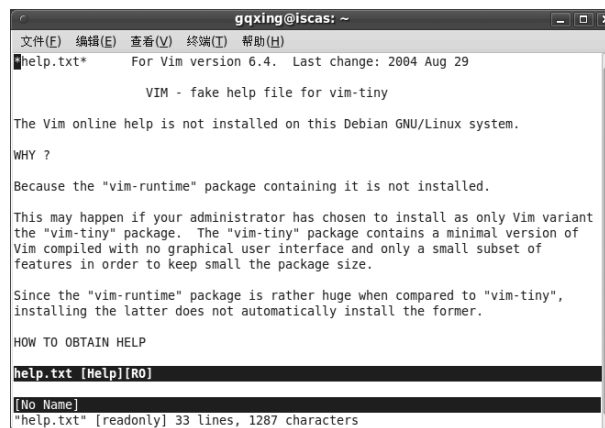 gqxing@iscas: ~
文件(F) 编辑(E) 查看(V) 终端(T) 帮助(H)
*help.txt* For Vim version 6.4. Last change: 2004 Aug 29
VIM - fake help file for vim-tiny
The Vim online help is not installed on this Debian GNU/Linux system.
WHY ?
Because the "vim-runtime" package containing it is not installed.
This may happen if your administrator has chosen to install as only Vim variant
the "vim-tiny" package. The "vim-tiny" package contains a minimal version of
Vim compiled with no graphical user interface and only a small subset of
features in order to keep small the package size.
Since the "vim-runtime" package is rather huge when compared to "vim-tiny",
installing the latter does not automatically install the former.
HOW TO OBTAIN HELP
help.txt [Help][RO]
[No Name]
"help.txt" [readonly] 33 lines, 1287 characters